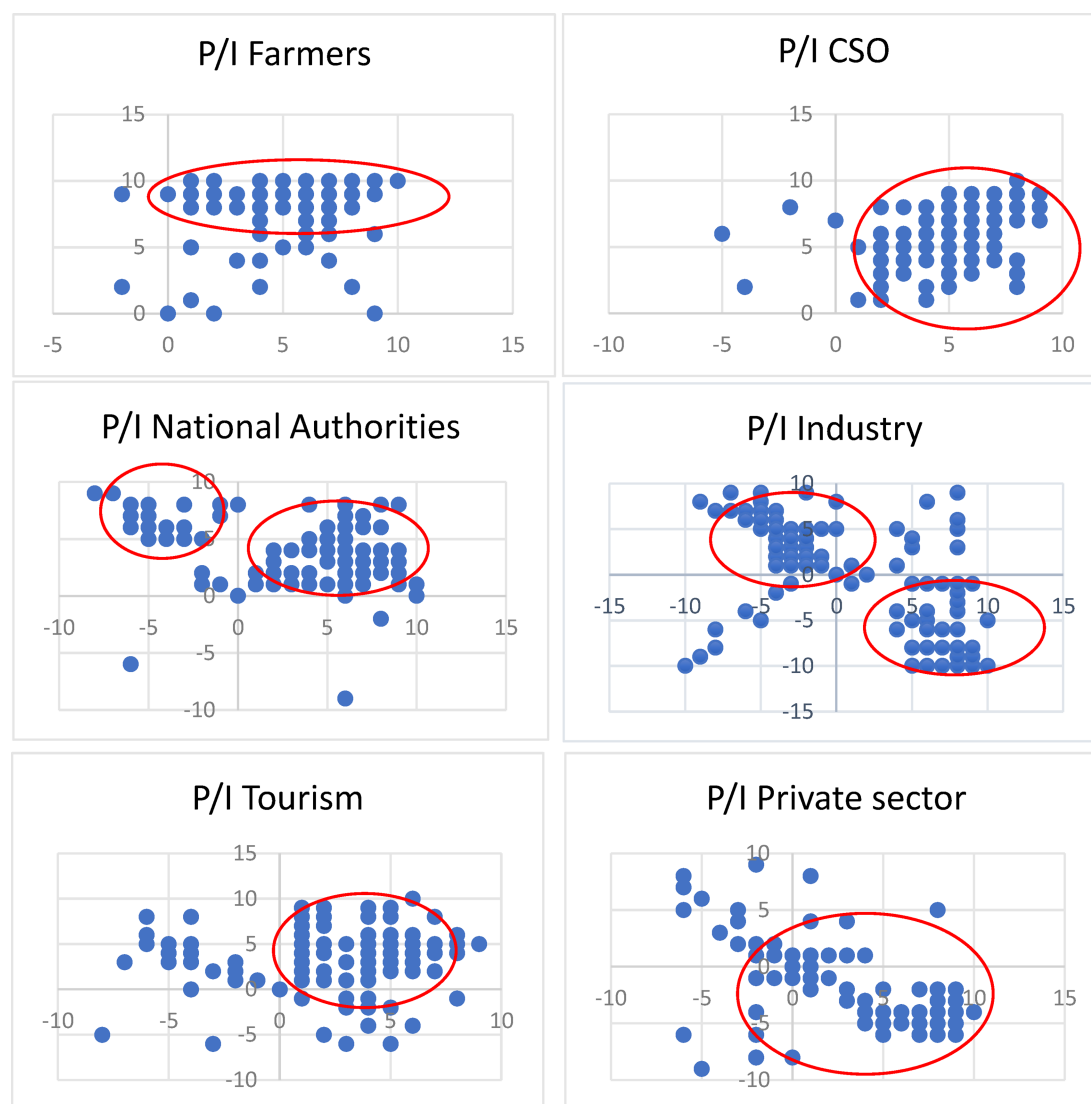 P/I Farmers
15
10
5
0
-5 0 5 10 15
P/I CSO
15
10
5
0
-10 -5 0 5 10
P/I National Authorities
10
5
0
-10 -5 0 5 10 15
-5
-10
P/I Industry
10
5
0
-15 -10 -5 0 5 10 15
-5
-10
-15
P/I Tourism
15
10
5
0
-10 -5 0 5 10
-5
-10
P/I Private sector
10
5
0
-10 -5 0 5 10 15
-5
-10